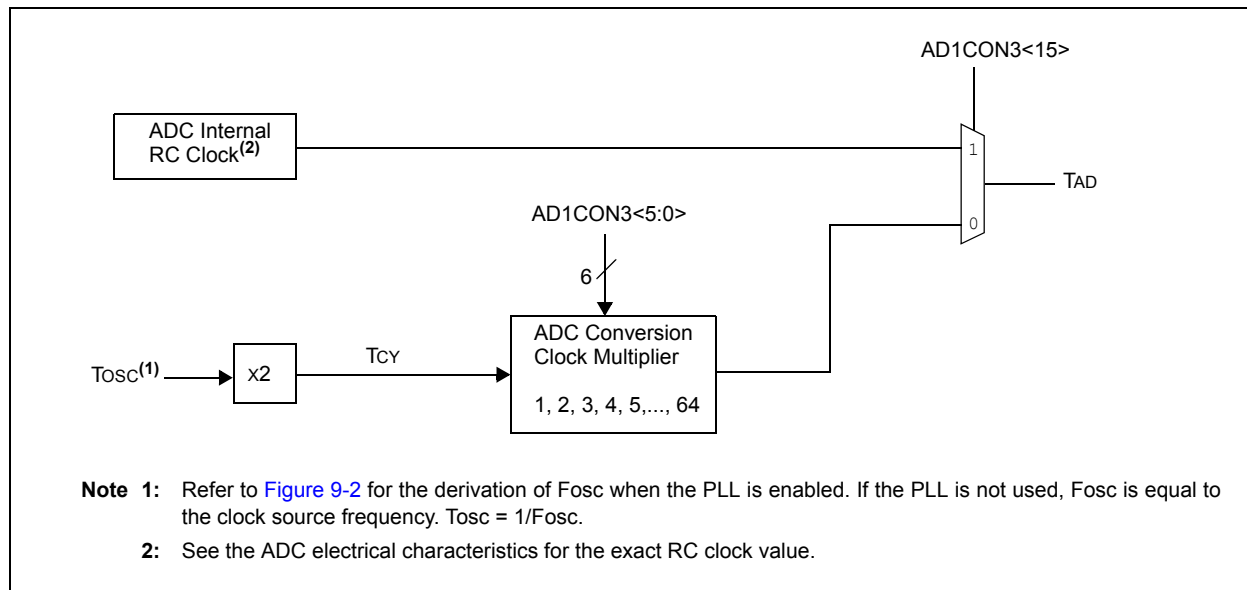 AD1CON3<15>
ADC Internal
RC Clock(2)
1
TAD
AD1CON3<5:0>
0
6
ADC Conversion
Clock Multiplier
1, 2, 3, 4, 5,..., 64
TOSC(1)
X2
TCY
Note 1: Refer to Figure 9-2 for the derivation of Fosc when the PLL is enabled. If the PLL is not used, Fosc is equal to
the clock source frequency. Tosc = 1/Fosc.
2: See the ADC electrical characteristics for the exact RC clock value.